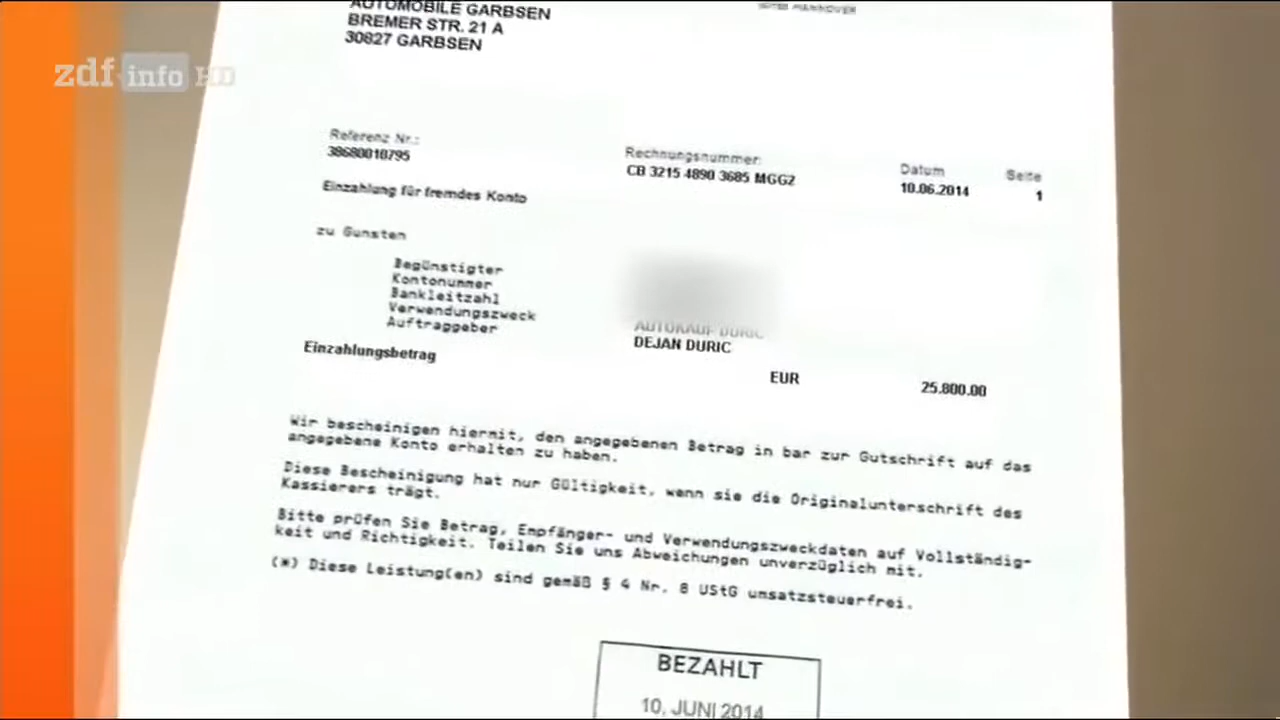 AUTOMOBILE GARBSEN
BREMER STR. 21 A
30827 GARBSEN
zdf info HD
Referenz Nr.:
38680010795
Rechnungsnummer:
CB 3215 4890 3685 MGG2
Datum
10.06.2014
Seite
1
Einzahlung für fremdes Konto
zu Gunsten
Begünstigter
Kontonummer
Bankleitzahl
Verwendungszweck
Auftraggeber
AUTOKAUF DURIC
DEJAN DURIC
Einzahlungsbetrag
EUR
25.800.00
Wir bescheinigen hiermit, den angegebenen Betrag in bar zur Gutschrift auf das
angegebene Konto erhalten zu haben.
Diese Bescheinigung hat nur Gültigkeit, wenn sie die Originalunterschrift des
Kassierers trägt.
Bitte prüfen Sie Betrag, Empfänger- und Verwendungszweckdaten auf Vollständig-
keit und Richtigkeit. Teilen Sie uns Abweichungen unverzüglich mit.
(*) Diese Leistung(en) sind gemäß § 4 Nr. 8 UStG umsatzsteuerfrei.
BEZAHLT
10. JUNI 2014